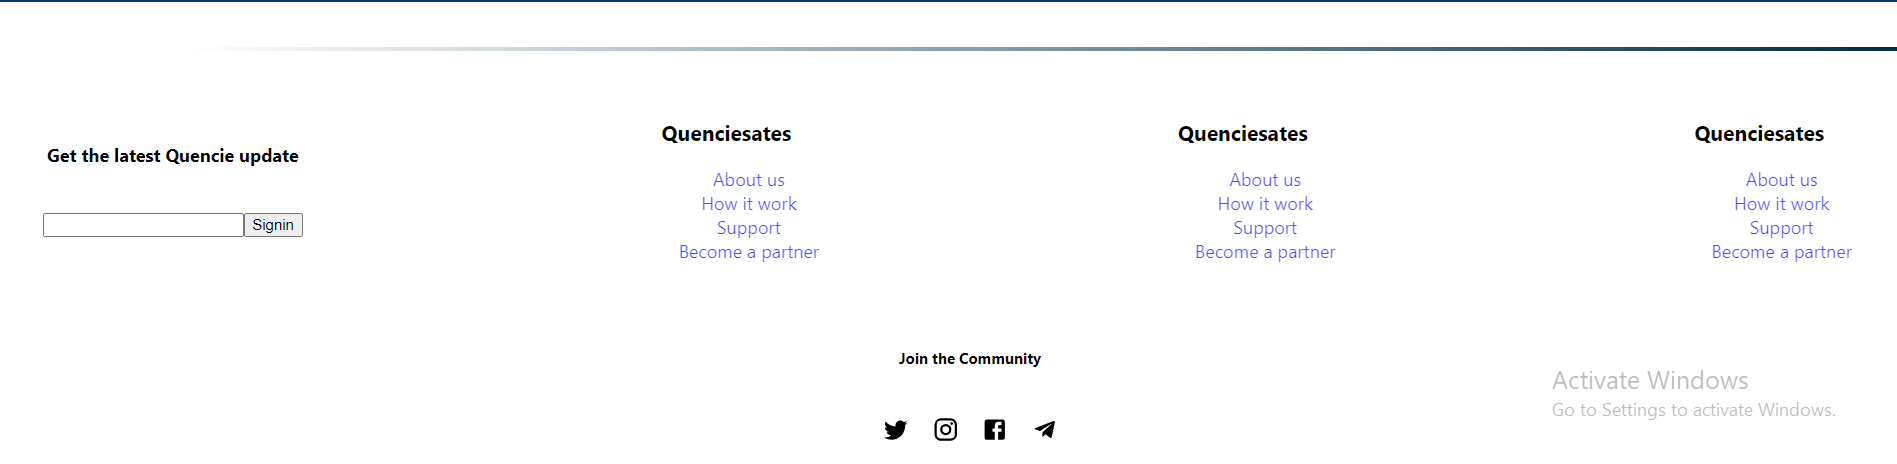 Get the latest Quencie update
Signin
Quenciesates
About us
How it work
Support
Become a partner
Quenciesates
About us
How it work
Support
Become a partner
Quenciesates
About us
How it work
Support
Become a partner
Join the Community
Activate Windows
Go to Settings to activate Windows.